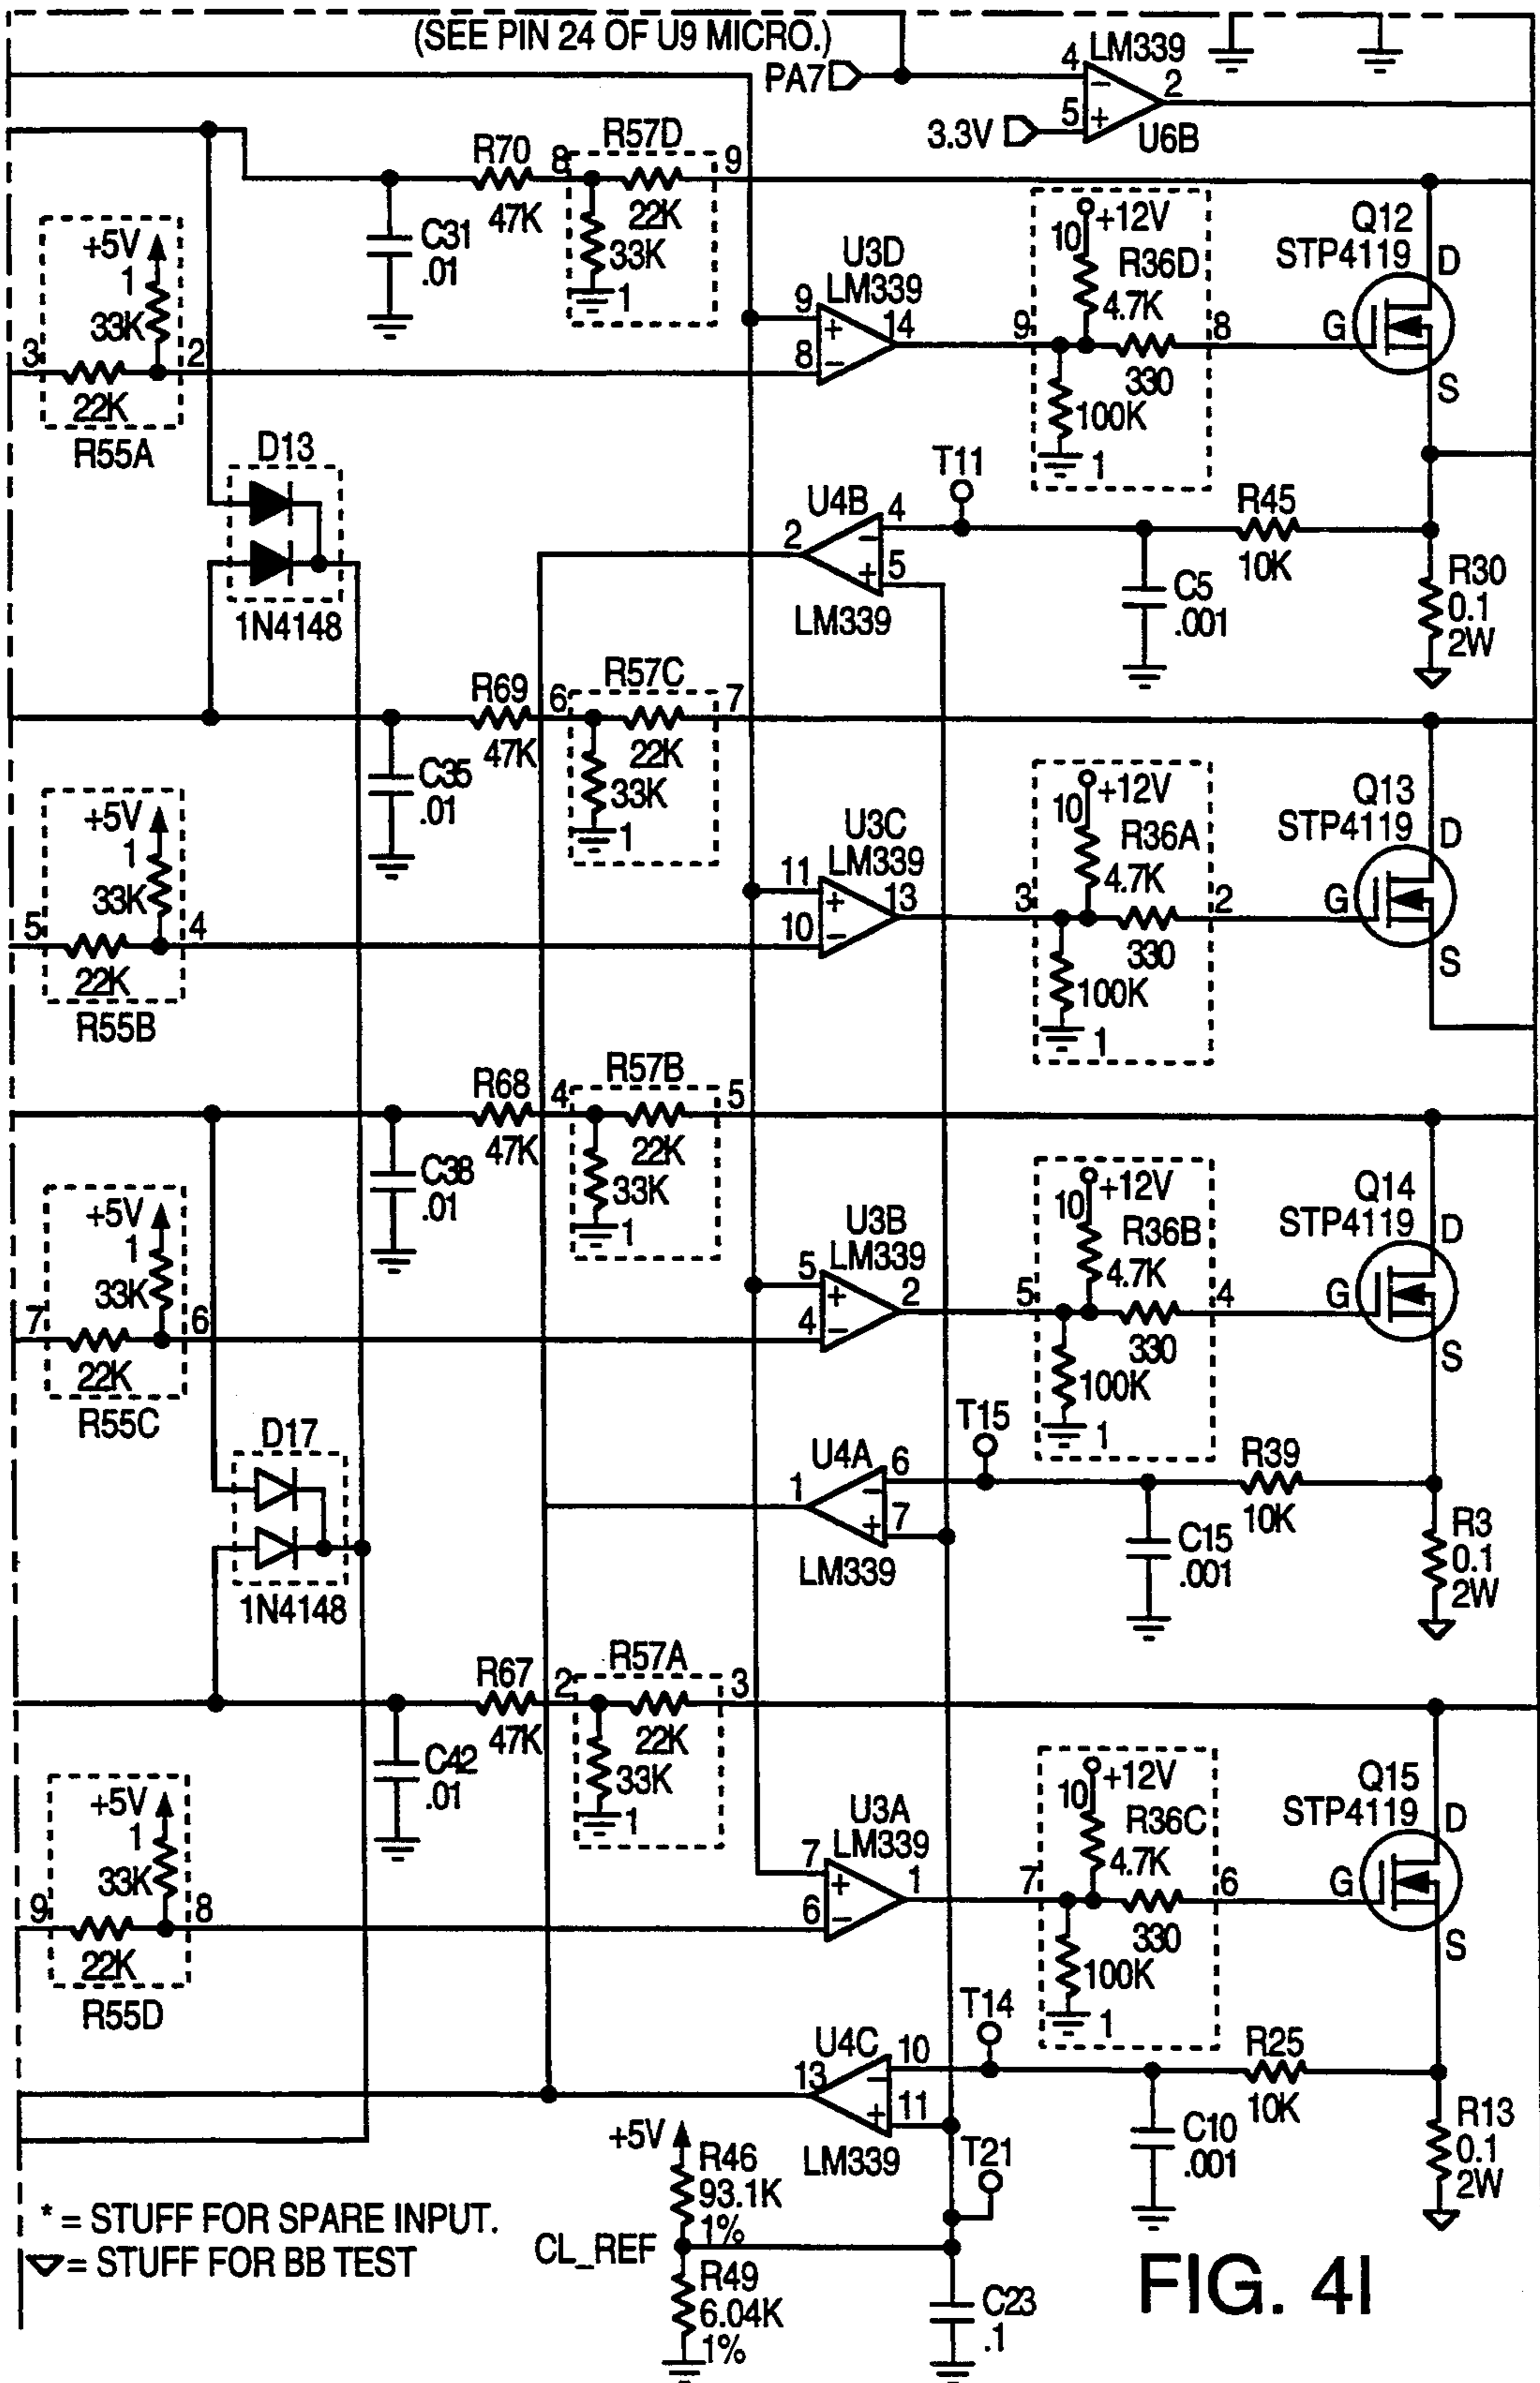 (SEE PIN 24 OF U9 MICRO.)
PA7
4
LM339
−
2
3.3V
5
+
U6B
R70
8
R57D
9
47K
22K
33K
1
C31
.01
+5V
1
33K
3
2
22K
R55A
U3D
LM339
9
+
14
8
−
+12V
10
R36D
4.7K
9
8
330
100K
1
Q12
STP4119
D
G
S
D13
1N4148
T11
U4B
4
2
−
+
5
LM339
R45
10K
C5
.001
R30
0.1
2W
R69
6
R57C
7
47K
22K
33K
1
C35
.01
+5V
1
33K
5
4
22K
R55B
U3C
LM339
11
+
13
10
−
+12V
10
R36A
4.7K
3
2
330
100K
1
Q13
STP4119
D
G
S
R68
4
R57B
5
47K
22K
33K
1
C38
.01
+5V
1
33K
7
6
22K
R55C
U3B
LM339
5
+
2
4
−
+12V
10
R36B
4.7K
5
4
330
100K
1
Q14
STP4119
D
G
S
D17
1N4148
T15
U4A
6
1
−
+
7
LM339
R39
10K
C15
.001
R3
0.1
2W
R67
2
R57A
3
47K
22K
33K
1
C42
.01
+5V
1
33K
9
8
22K
R55D
U3A
LM339
7
+
1
6
−
+12V
10
R36C
4.7K
7
6
330
100K
1
Q15
STP4119
D
G
S
T14
U4C
10
13
−
+
11
LM339
R25
10K
C10
.001
R13
0.1
2W
+5V
R46
93.1K
1%
T21
CL_REF
R49
6.04K
1%
C23
.1
* = STUFF FOR SPARE INPUT.
= STUFF FOR BB TEST
FIG. 4I